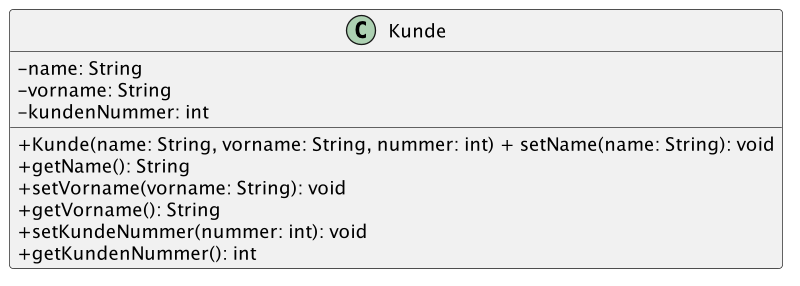 C Kunde
-name: String
-vorname: String
-kundenNummer: int
+Kunde(name: String, vorname: String, nummer: int) + setName(name: String): void
+getName(): String
+setVorname(vorname: String): void
+getVorname(): String
+setKundeNummer(nummer: int): void
+getKundenNummer(): int